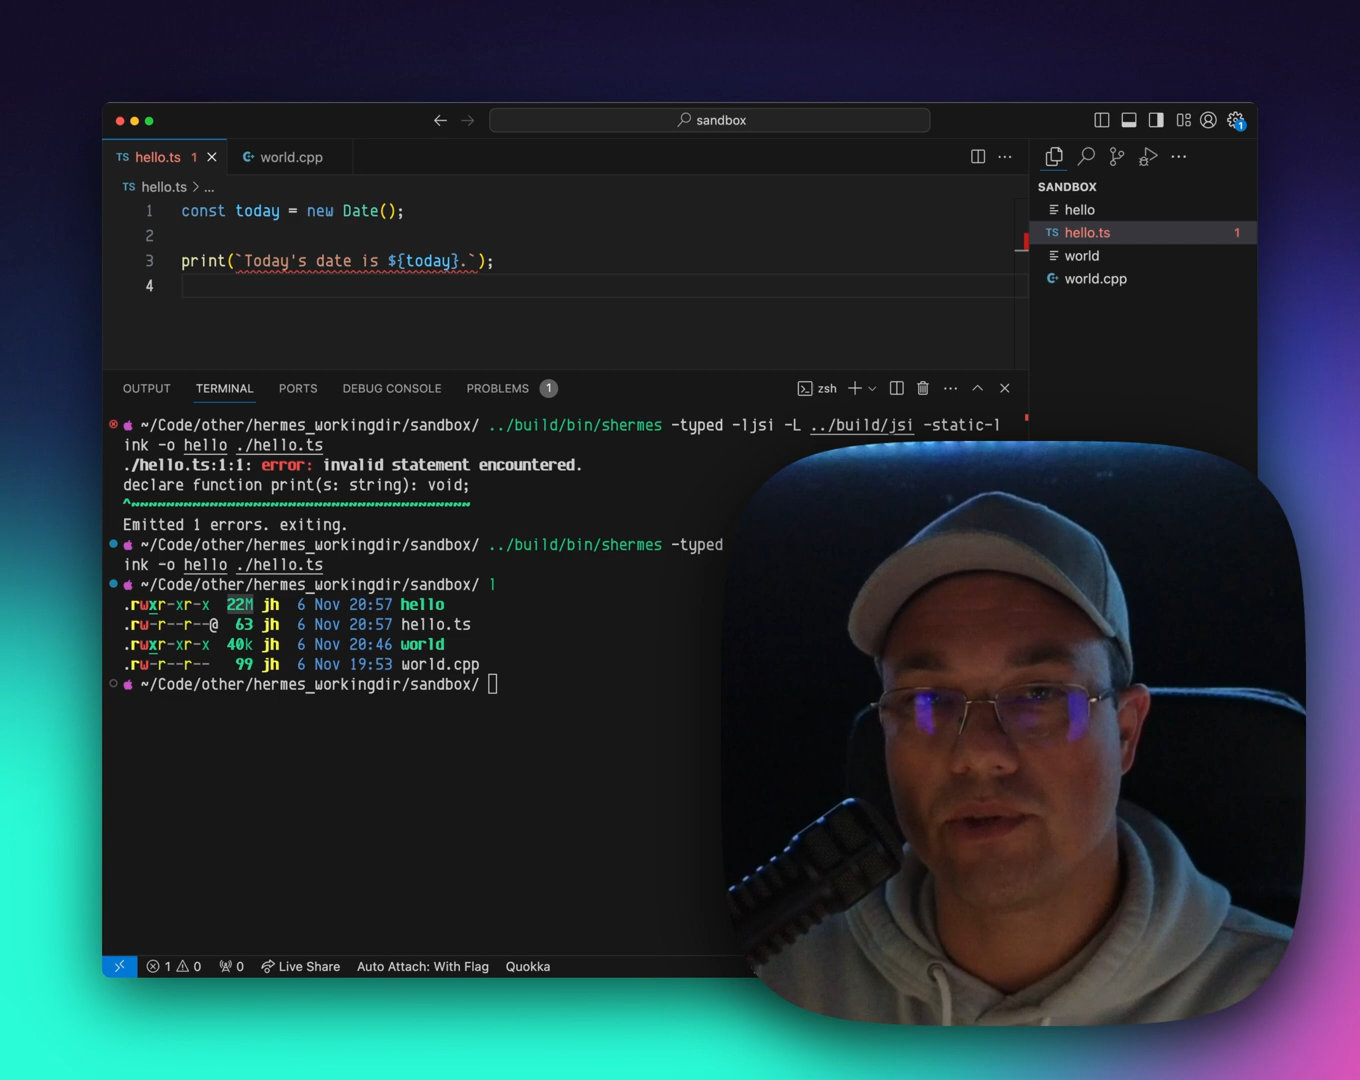 sandbox
TS hello.ts 1
world.cpp
TS hello.ts > ...
1 const today = new Date();
2
3 print(`Today's date is ${today}.`);
4
SANDBOX
hello
TS hello.ts 1
world
world.cpp
OUTPUT TERMINAL PORTS DEBUG CONSOLE PROBLEMS 1
zsh
~/Code/other/hermes_workingdir/sandbox/ ../build/bin/shermes -typed -ljsi -L ../build/jsi -static-l
ink -o hello ./hello.ts
./hello.ts:1:1: error: invalid statement encountered.
declare function print(s: string): void;
^~~~~~~~~~~~~~~~~~~~~~~~~~~~~~~~~~~~~~~~
Emitted 1 errors. exiting.
~/Code/other/hermes_workingdir/sandbox/ ../build/bin/shermes -typed
ink -o hello ./hello.ts
~/Code/other/hermes_workingdir/sandbox/ l
.rwxr-xr-x 22M jh 6 Nov 20:57 hello
.rw-r--r--@ 63 jh 6 Nov 20:57 hello.ts
.rwxr-xr-x 40k jh 6 Nov 20:46 world
.rw-r--r-- 99 jh 6 Nov 19:53 world.cpp
~/Code/other/hermes_workingdir/sandbox/
1 0 0 Live Share Auto Attach: With Flag Quokka
1